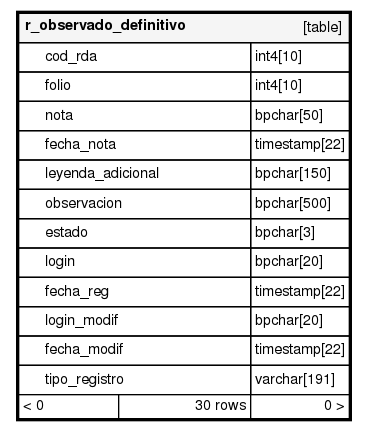 r_observado_definitivo [table]
cod_rda int4[10]
folio int4[10]
nota bpchar[50]
fecha_nota timestamp[22]
leyenda_adicional bpchar[150]
observacion bpchar[500]
estado bpchar[3]
login bpchar[20]
fecha_reg timestamp[22]
login_modif bpchar[20]
fecha_modif timestamp[22]
tipo_registro varchar[191]
< 0 30 rows 0 >